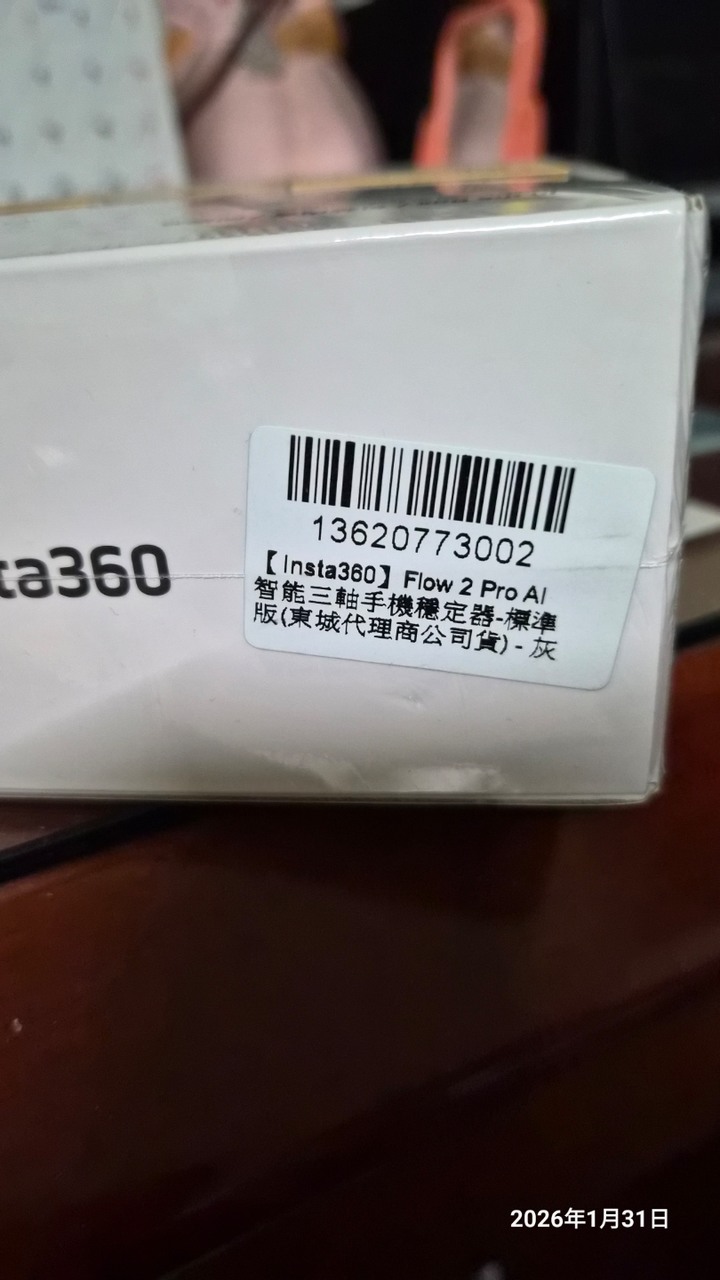 ta360
13620773002
【Insta360】Flow 2 Pro AI
智能三軸手機穩定器-標準
版(東城代理商公司貨) - 灰
2026年1月31日